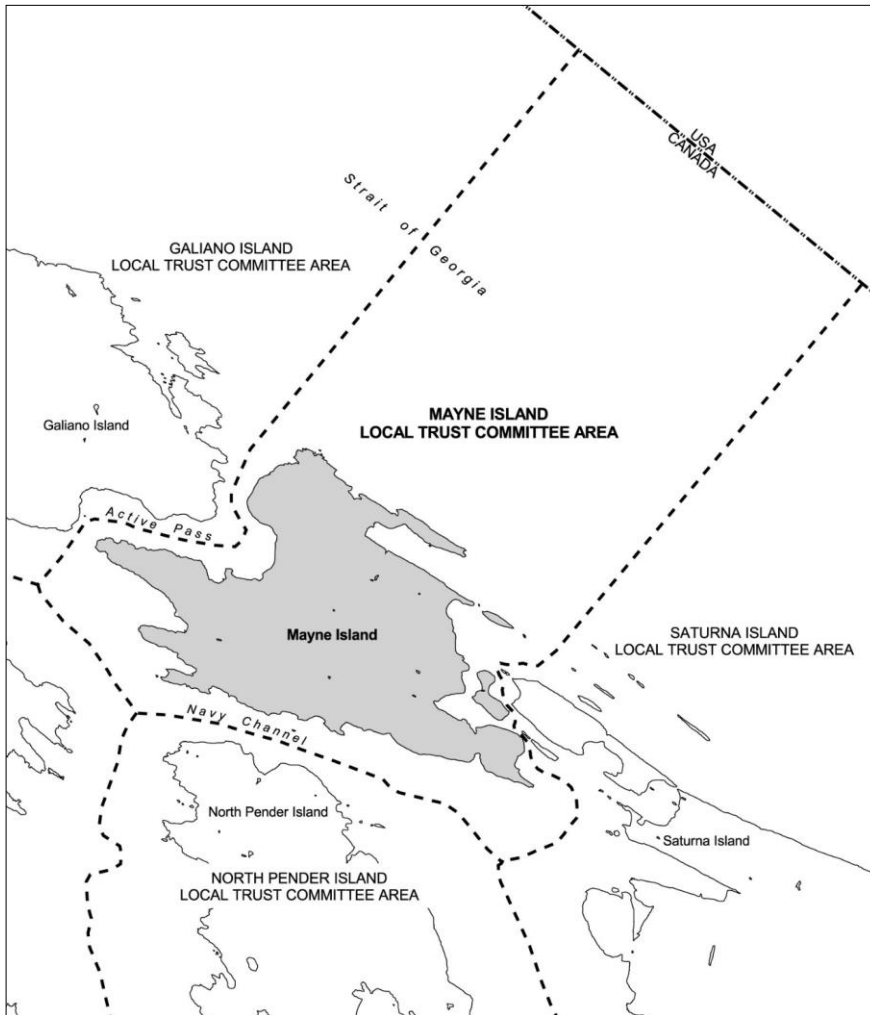 USA
CANADA
Strait of Georgia
GALIANO ISLAND
LOCAL TRUST COMMITTEE AREA
MAYNE ISLAND
LOCAL TRUST COMMITTEE AREA
Galiano Island
Active Pass
Mayne Island
SATURNA ISLAND
LOCAL TRUST COMMITTEE AREA
Navy Channel
North Pender Island
Saturna Island
NORTH PENDER ISLAND
LOCAL TRUST COMMITTEE AREA